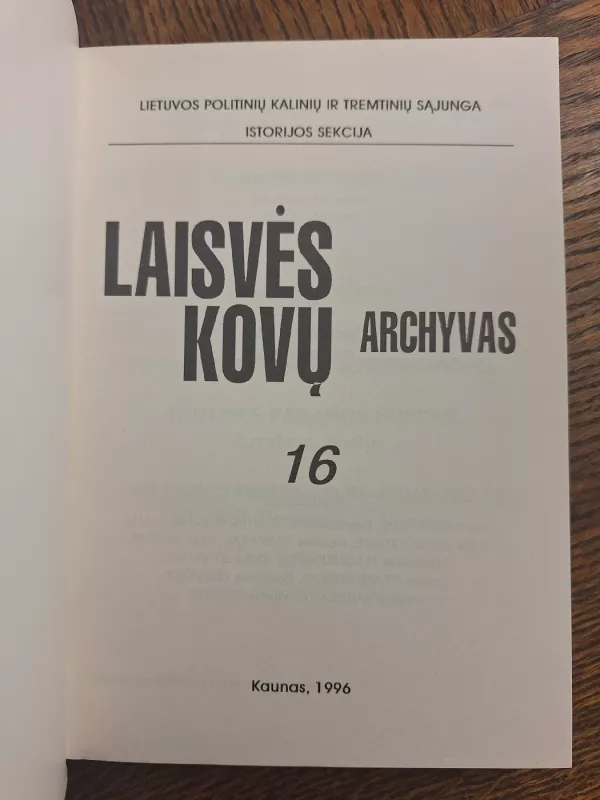 LIETUVOS POLITINIŲ KALINIŲ IR TREMTINIŲ SĄJUNGA
ISTORIJOS SEKCIJA
LAISVĖS
KOVŲ ARCHYVAS
16
Kaunas, 1996